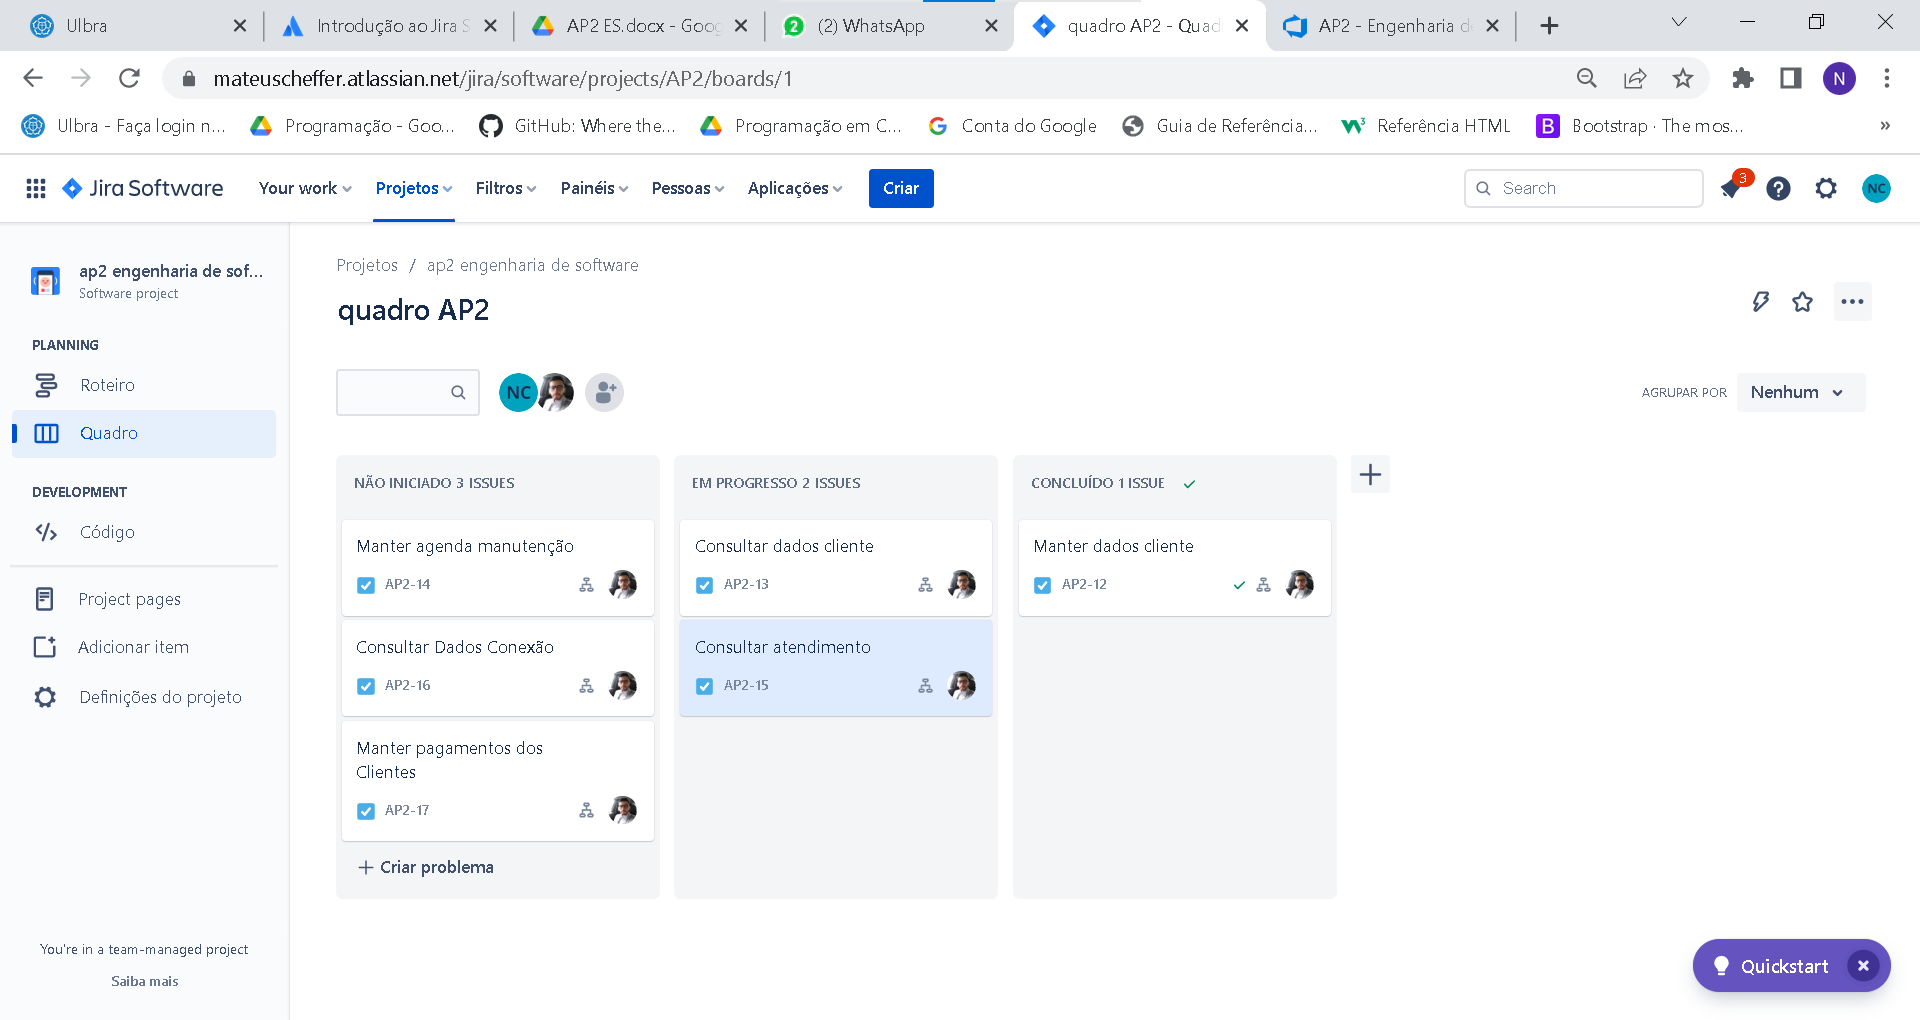 Ulbra
Introdução ao Jira S
AP2 ES.docx - Goog
(2) WhatsApp
quadro AP2 - Quad
AP2 - Engenharia d
mateuscheffer.atlassian.net/jira/software/projects/AP2/boards/1
N
Ulbra - Faça login n...
Programação - Goo...
GitHub: Where the...
Programação em C...
Conta do Google
Guia de Referência...
Referência HTML
Bootstrap · The mos...
»
Jira Software
Your work
Projetos
Filtros
Painéis
Pessoas
Aplicações
Criar
Search
3
NC
ap2 engenharia de sof...
Software project
PLANNING
Roteiro
Quadro
DEVELOPMENT
Código
Project pages
Adicionar item
Definições do projeto
You're in a team-managed project
Saiba mais
Projetos / ap2 engenharia de software
quadro AP2
NC
AGRUPAR POR
Nenhum
NÃO INICIADO 3 ISSUES
Manter agenda manutenção
AP2-14
Consultar Dados Conexão
AP2-16
Manter pagamentos dos
Clientes
AP2-17
Criar problema
EM PROGRESSO 2 ISSUES
Consultar dados cliente
AP2-13
Consultar atendimento
AP2-15
CONCLUÍDO 1 ISSUE
Manter dados cliente
AP2-12
Quickstart